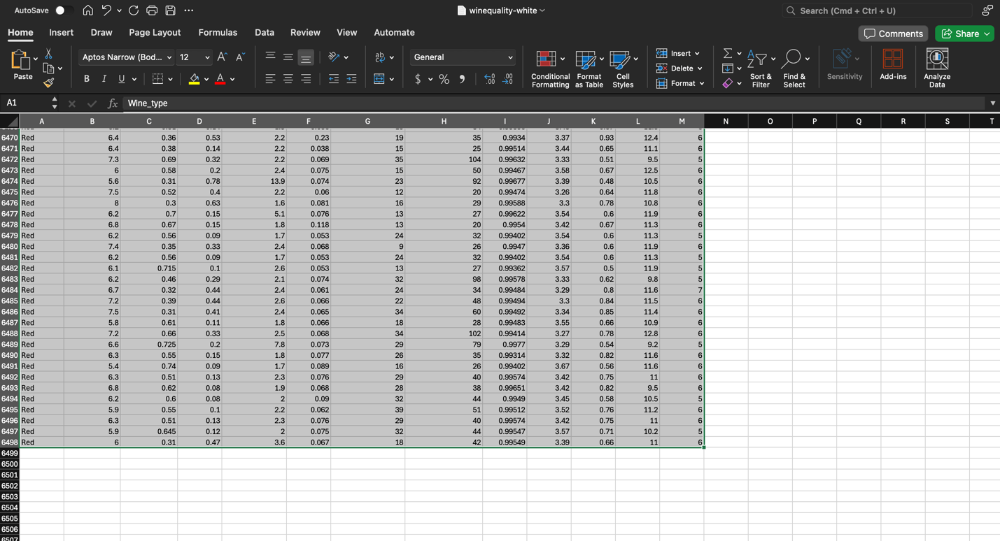 AutoSave winequality-white Search (Cmd + Ctrl + U)
Home Insert Draw Page Layout Formulas Data Review View Automate Comments Share
Paste Aptos Narrow (Bod... 12 General Conditional Formatting Format as Table Cell Styles Insert Delete Format Sort & Filter Find & Select Sensitivity Add-ins Analyze Data
A1 fx Wine_type
A B C D E F G H I J K L M N O P Q R S T
6470 Red 6.4 0.36 0.53 2.2 0.23 19 35 0.9934 3.37 0.93 12.4 6
6471 Red 6.4 0.38 0.14 2.2 0.038 15 25 0.99514 3.44 0.65 11.1 6
6472 Red 7.3 0.69 0.32 2.2 0.069 35 104 0.99632 3.33 0.51 9.5 5
6473 Red 6 0.58 0.2 2.4 0.075 15 50 0.99467 3.58 0.67 12.5 6
6474 Red 5.6 0.31 0.78 13.9 0.074 23 92 0.99677 3.39 0.48 10.5 6
6475 Red 7.5 0.52 0.4 2.2 0.06 12 20 0.99474 3.26 0.64 11.8 6
6476 Red 8 0.3 0.63 1.6 0.081 16 29 0.99588 3.3 0.78 10.8 6
6477 Red 6.2 0.7 0.15 5.1 0.076 13 27 0.99622 3.54 0.6 11.9 6
6478 Red 6.8 0.67 0.15 1.8 0.118 13 20 0.9954 3.42 0.67 11.3 6
6479 Red 6.2 0.56 0.09 1.7 0.053 24 32 0.99402 3.54 0.6 11.3 5
6480 Red 7.4 0.35 0.33 2.4 0.068 9 26 0.9947 3.36 0.6 11.9 6
6481 Red 6.2 0.56 0.09 1.7 0.053 24 32 0.99402 3.54 0.6 11.3 5
6482 Red 6.1 0.715 0.1 2.6 0.053 13 27 0.99362 3.57 0.5 11.9 5
6483 Red 6.2 0.46 0.29 2.1 0.074 32 98 0.99578 3.33 0.62 9.8 5
6484 Red 6.7 0.32 0.44 2.4 0.061 24 34 0.99484 3.29 0.8 11.6 7
6485 Red 7.2 0.39 0.44 2.6 0.066 22 48 0.99494 3.3 0.84 11.5 6
6486 Red 7.5 0.31 0.41 2.4 0.065 34 60 0.99492 3.34 0.85 11.4 6
6487 Red 5.8 0.61 0.11 1.8 0.066 18 28 0.99483 3.55 0.66 10.9 6
6488 Red 7.2 0.66 0.33 2.5 0.068 34 102 0.99414 3.27 0.78 12.8 6
6489 Red 6.6 0.725 0.2 7.8 0.073 29 79 0.9977 3.29 0.54 9.2 5
6490 Red 6.3 0.55 0.15 1.8 0.077 26 35 0.99314 3.32 0.82 11.6 6
6491 Red 5.4 0.74 0.09 1.7 0.089 16 26 0.99402 3.67 0.56 11.6 6
6492 Red 6.3 0.51 0.13 2.3 0.076 29 40 0.99574 3.42 0.75 11 6
6493 Red 6.8 0.62 0.08 1.9 0.068 28 38 0.99651 3.42 0.82 9.5 6
6494 Red 6.2 0.6 0.08 2 0.09 32 44 0.9949 3.45 0.58 10.5 5
6495 Red 5.9 0.55 0.1 2.2 0.062 39 51 0.99512 3.52 0.76 11.2 6
6496 Red 6.3 0.51 0.13 2.3 0.076 29 40 0.99574 3.42 0.75 11 6
6497 Red 5.9 0.645 0.12 2 0.075 32 44 0.99547 3.57 0.71 10.2 5
6498 Red 6 0.31 0.47 3.6 0.067 18 42 0.99549 3.39 0.66 11 6
6499
6500
6501
6502
6503
6504
6505
6506
6507